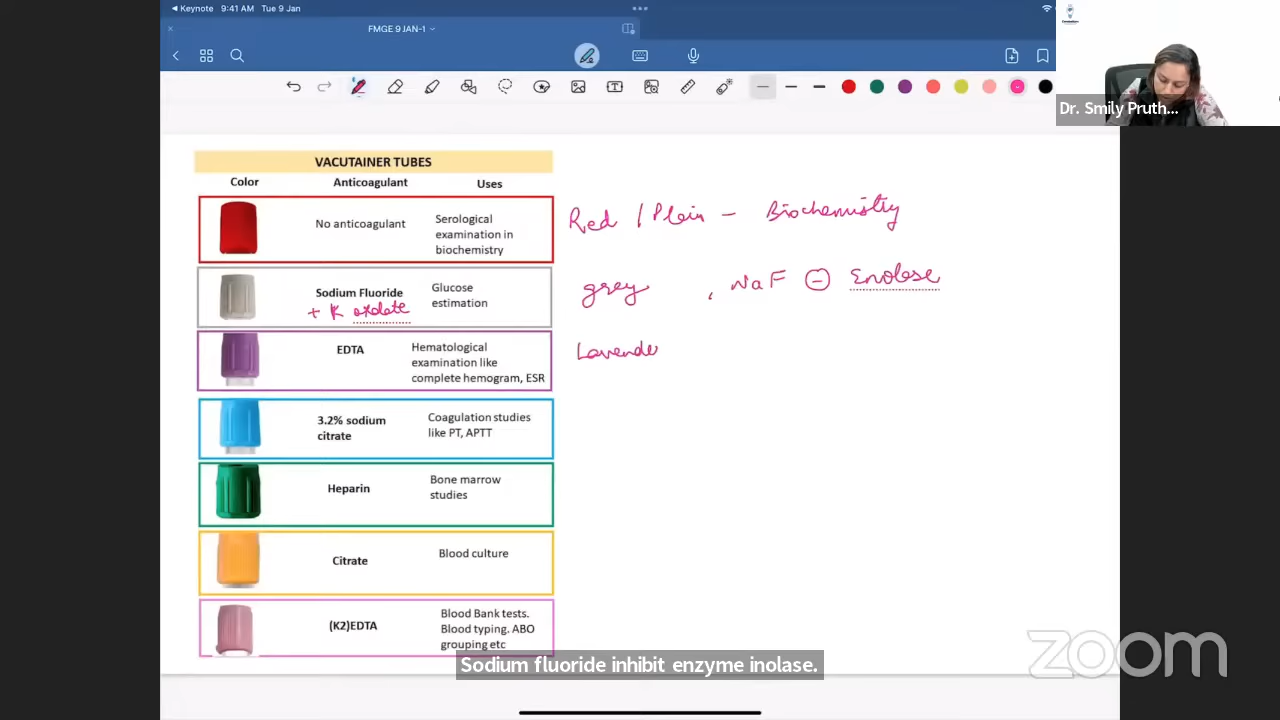 Keynote 9:41 AM Tue 9 Jan
FMGE 9 JAN-1
Dr. Smily Pruth...
VACUTAINER TUBES
Color Anticoagulant Uses
No anticoagulant
Serological
examination in
biochemistry
Red / Plain - Biochemistry
Sodium Fluoride
+ K oxalate
Glucose
estimation
grey , NaF ⊖ Enolase
EDTA
Hematological
examination like
complete hemogram, ESR
Lavender
3.2% sodium
citrate
Coagulation studies
like PT, APTT
Heparin
Bone marrow
studies
Citrate
Blood culture
(K2)EDTA
Blood Bank tests.
Blood typing. ABO
grouping etc
Sodium fluoride inhibit enzyme inolase.
zoom